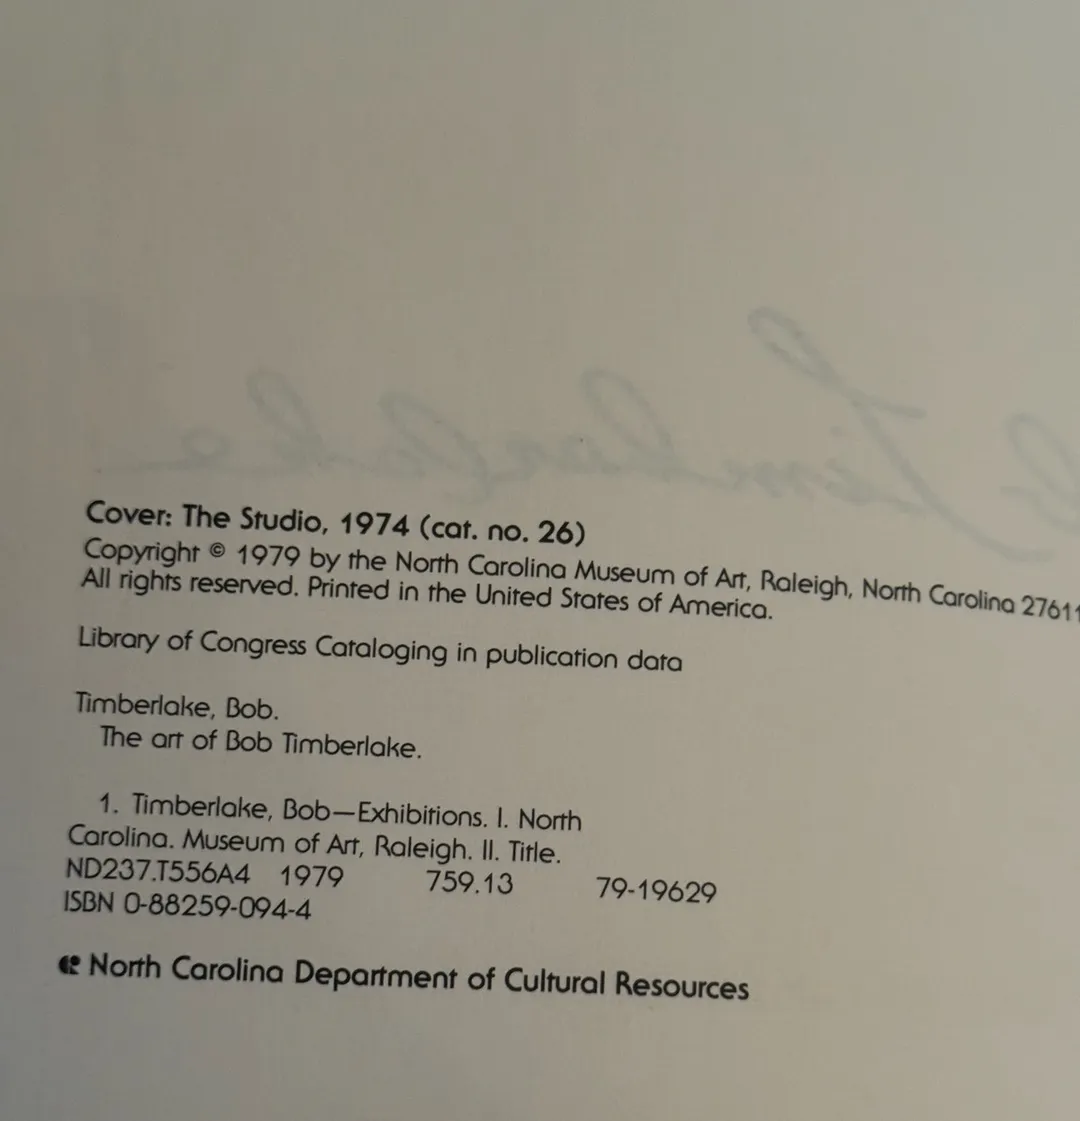 Cover: The Studio, 1974 (cat. no. 26)
Copyright © 1979 by the North Carolina Museum of Art, Raleigh, North Carolina 27611
All rights reserved. Printed in the United States of America.
Library of Congress Cataloging in publication data
Timberlake, Bob.
The art of Bob Timberlake.
1. Timberlake, Bob—Exhibitions. I. North
Carolina. Museum of Art, Raleigh. II. Title.
ND237.T556A4 1979 759.13 79-19629
ISBN 0-88259-094-4
North Carolina Department of Cultural Resources